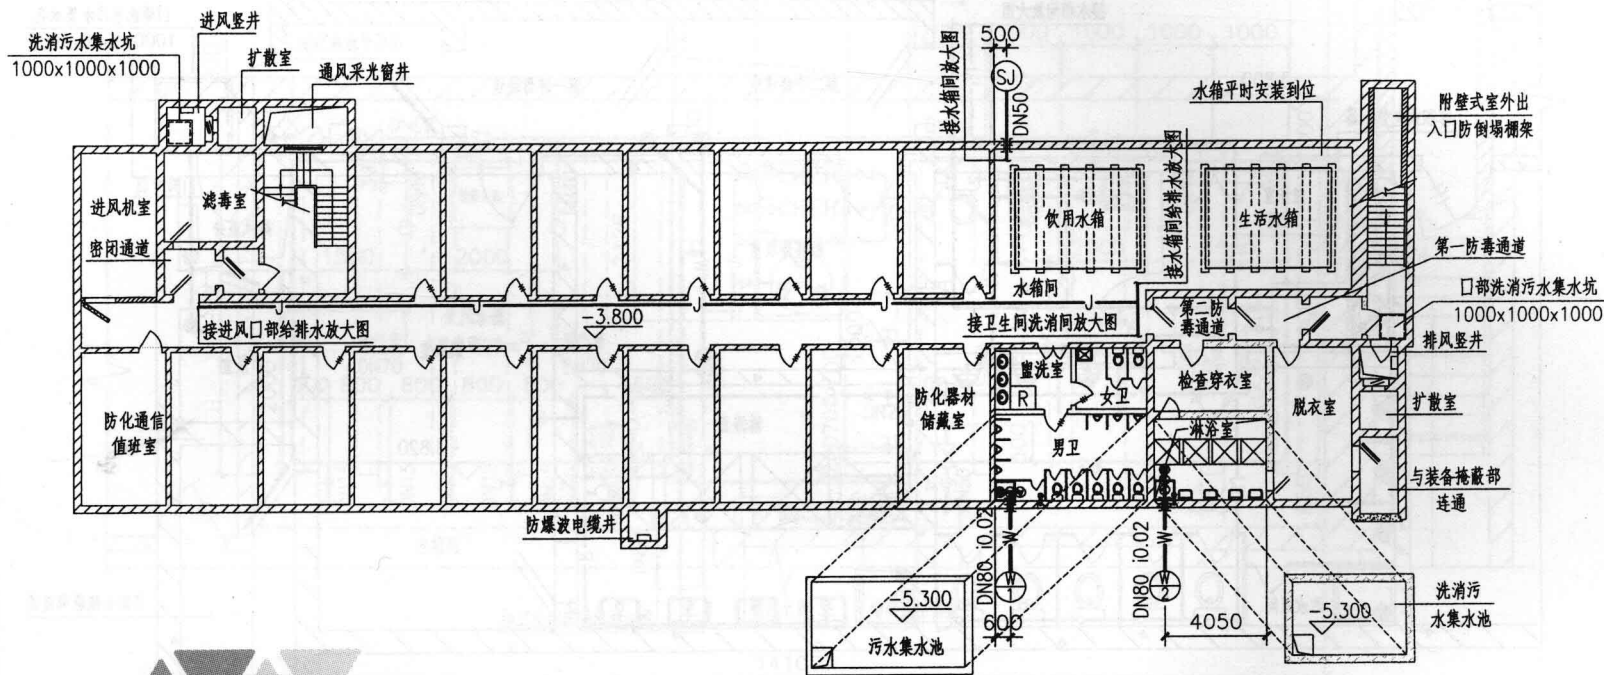 进风竖井
洗消污水集水坑
1000x1000x1000
扩散室
通风采光窗井
接水箱间放大图
500
SJ
DN50
水箱平时安装到位
附壁式室外出
入口防倒塌棚架
进风机室
滤毒室
密闭通道
饮用水箱
接水箱间给排水放大图
生活水箱
第一防毒通道
水箱间
口部洗消污水集水坑
1000x1000x1000
J
J
J
J
J
接进风口部给排水放大图
-3.800
接卫生间洗消间放大图
第二防
毒通道
排风竖井
盥洗室
R
女卫
检查穿衣室
防化通信
值班室
防化器材
储藏室
男卫
淋浴室
脱衣室
扩散室
与装备掩蔽部
连通
防爆波电缆井
DN80 i0.02
W
W
1
DN80 i0.02
W
W
2
-5.300
600
污水集水池
4050
-5.300
洗消污
水集水池